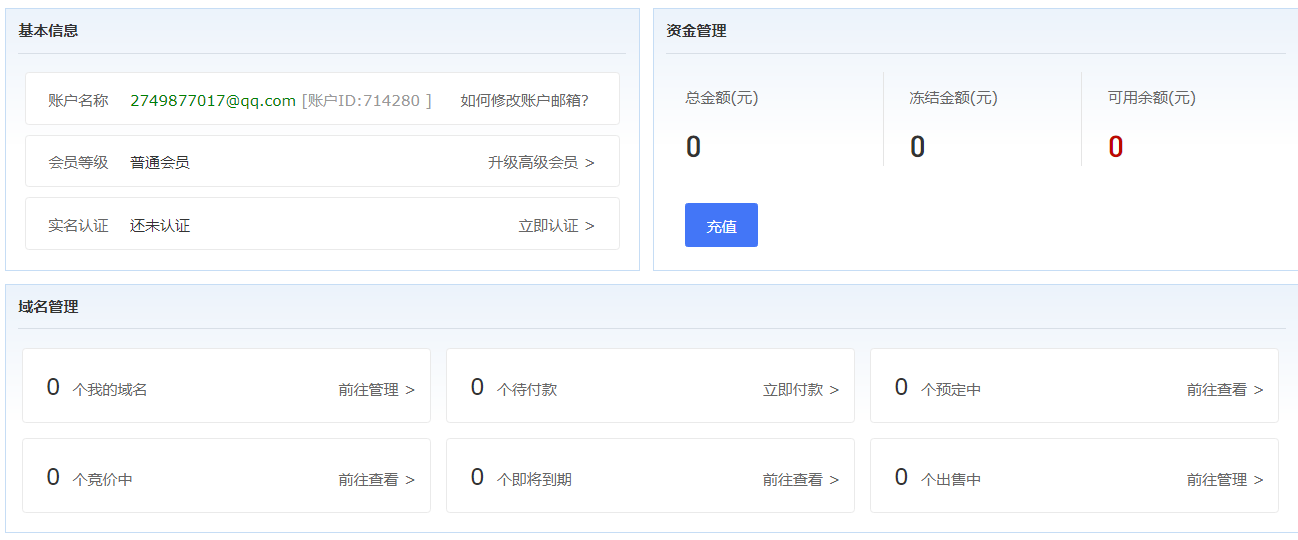 基本信息
账户名称 2749877017@qq.com [账户ID:714280 ] 如何修改账户邮箱?
会员等级 普通会员 升级高级会员 >
实名认证 还未认证 立即认证 >
资金管理
总金额(元) 冻结金额(元) 可用余额(元)
0 0 0
充值
域名管理
0 个我的域名 前往管理 > 0 个待付款 立即付款 > 0 个预定中 前往查看 >
0 个竞价中 前往查看 > 0 个即将到期 前往查看 > 0 个出售中 前往管理 >